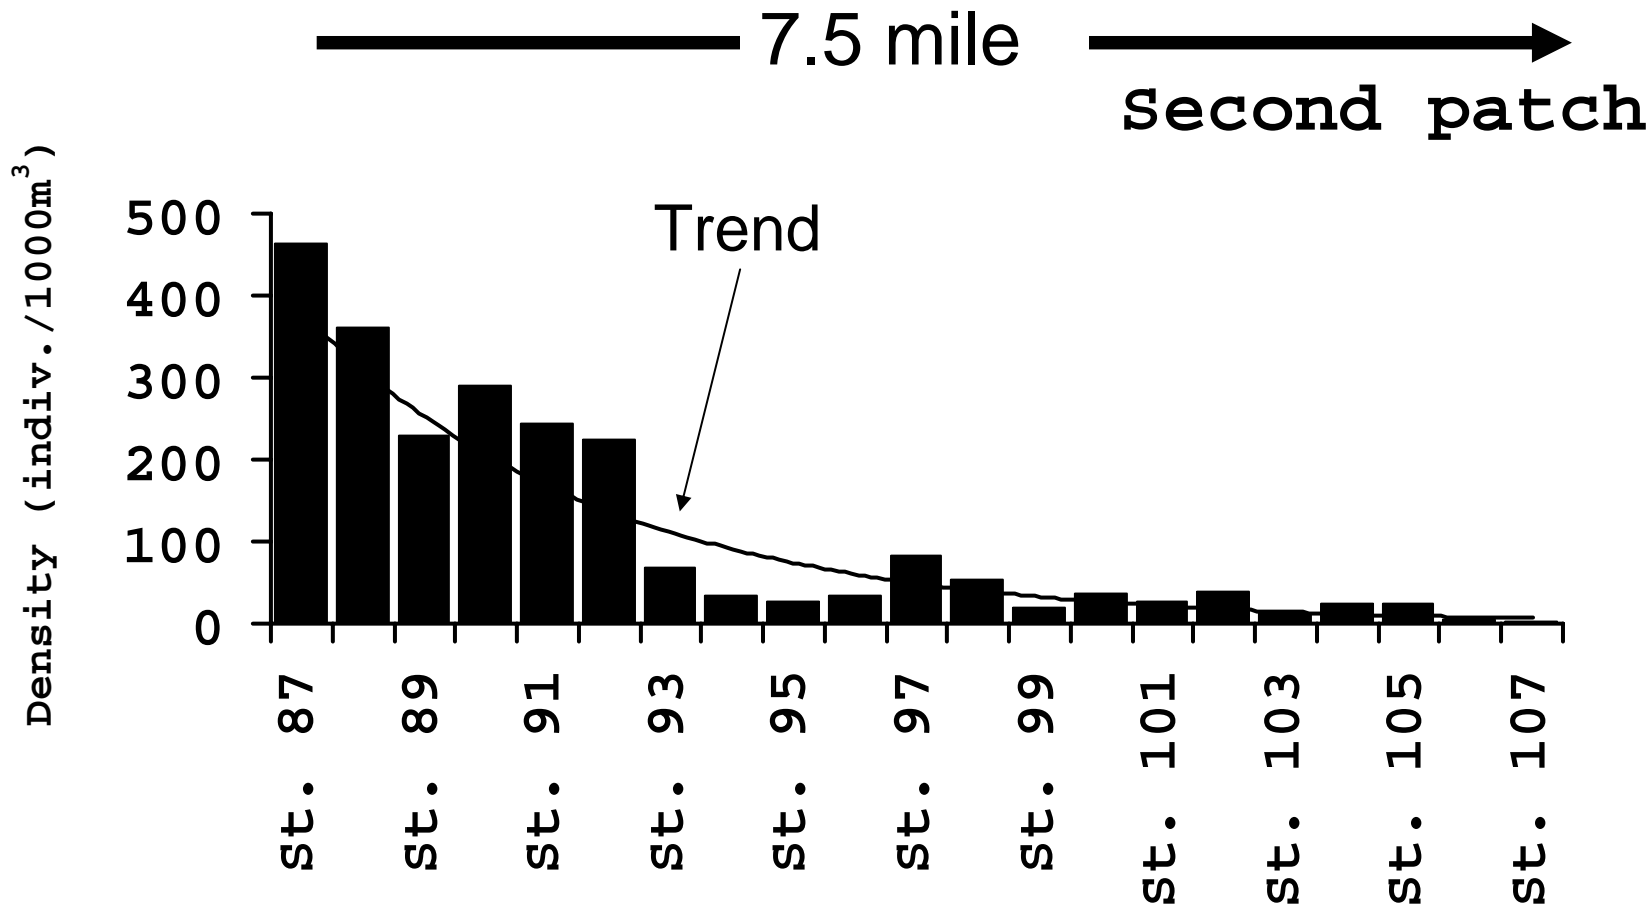 7.5 mile
Second patch
Density (indiv./1000m³)
Trend
500
400
300
200
100
0
st. 87
st. 89
st. 91
st. 93
st. 95
st. 97
st. 99
st. 101
st. 103
st. 105
st. 107